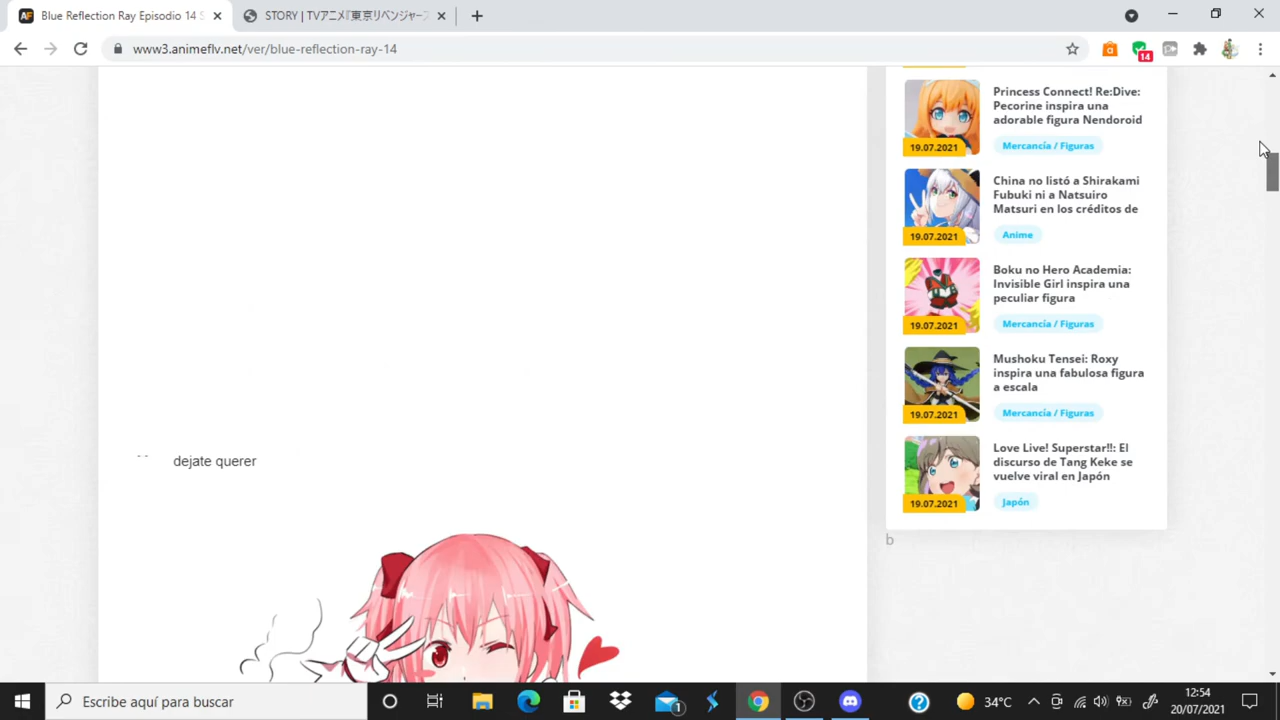 Blue Reflection Ray Episodio 14 S
STORY | TVアニメ『東京リベンジャーズ
www3.animeflv.net/ver/blue-reflection-ray-14
14
Princess Connect! Re:Dive:
Pecorine inspira una
adorable figura Nendoroid
19.07.2021
Mercancía / Figuras
China no listó a Shirakami
Fubuki ni a Natsuiro
Matsuri en los créditos de
19.07.2021
Anime
Boku no Hero Academia:
Invisible Girl inspira una
peculiar figura
19.07.2021
Mercancía / Figuras
Mushoku Tensei: Roxy
inspira una fabulosa figura
a escala
19.07.2021
Mercancía / Figuras
Love Live! Superstar!!: El
discurso de Tang Keke se
vuelve viral en Japón
19.07.2021
Japón
b
dejate querer
Escribe aquí para buscar
1
34°C
12:54
20/07/2021